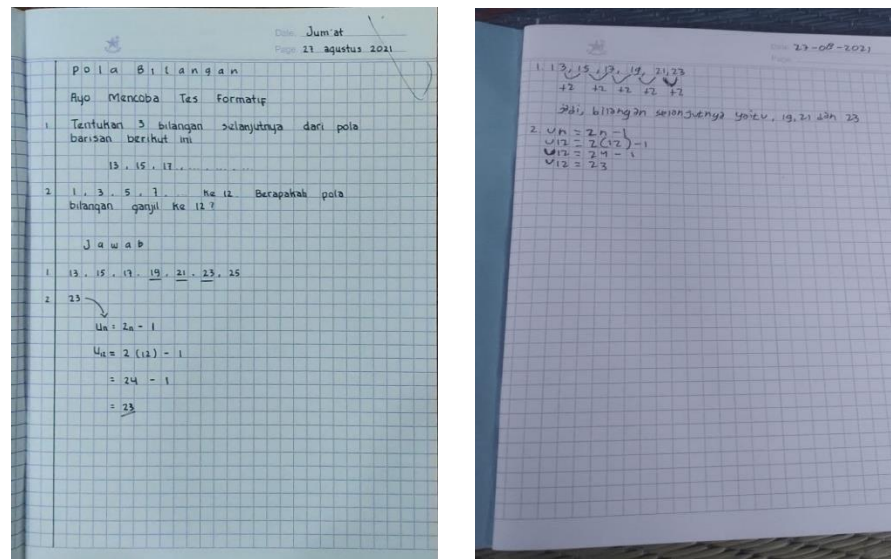 Date: Jum'at
Page: 27 agustus 2021
Pola Bilangan
Ayo Mencoba Tes Formatif
1 Tentukan 3 bilangan selanjutnya dari pola
barisan berikut ini
13 . 15 . 17 . . . . . . . . . .
2 1 . 3 . 5 . 7 . . . . ke 12. Berapakah pola
bilangan ganjil ke 12 ?
Jawab
1 13 . 15 . 17 . 19 . 21 . 23 . 25
2 23
Un = 2n - 1
U12 = 2 (12) - 1
= 24 - 1
= 23
27-08-2021
1. 13, 15, 17, 19, 21, 23
+2 +2 +2 +2 +2
Jadi, bilangan selanjutnya yaitu, 19, 21 dan 23
2. Un = 2n - 1
U12 = 2(12) - 1
U12 = 24 - 1
U12 = 23